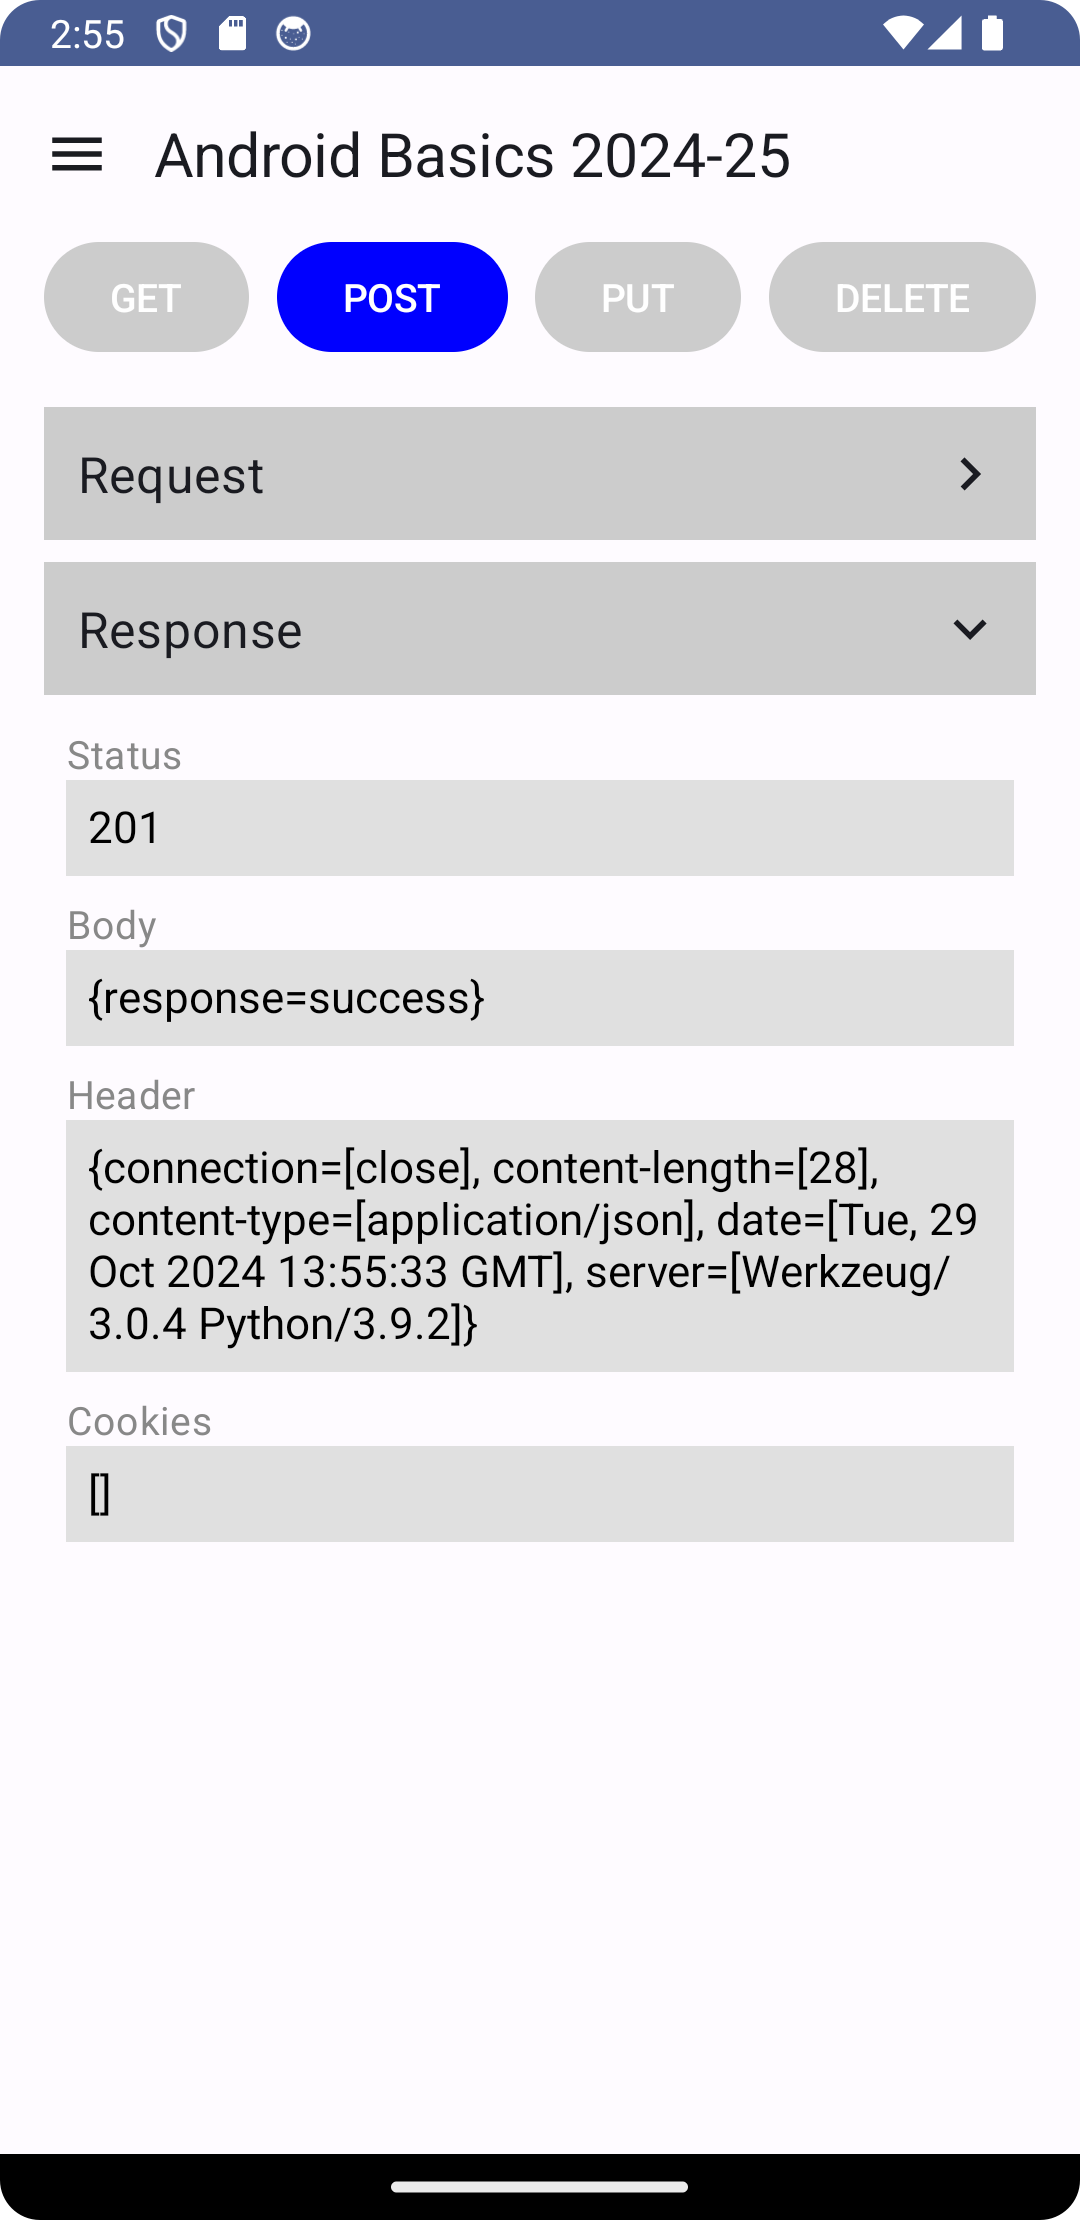 2:55
Android Basics 2024-25
GET POST PUT DELETE
Request
Response
Status
201
Body
{response=success}
Header
{connection=[close], content-length=[28],
content-type=[application/json], date=[Tue, 29
Oct 2024 13:55:33 GMT], server=[Werkzeug/
3.0.4 Python/3.9.2]}
Cookies
[]